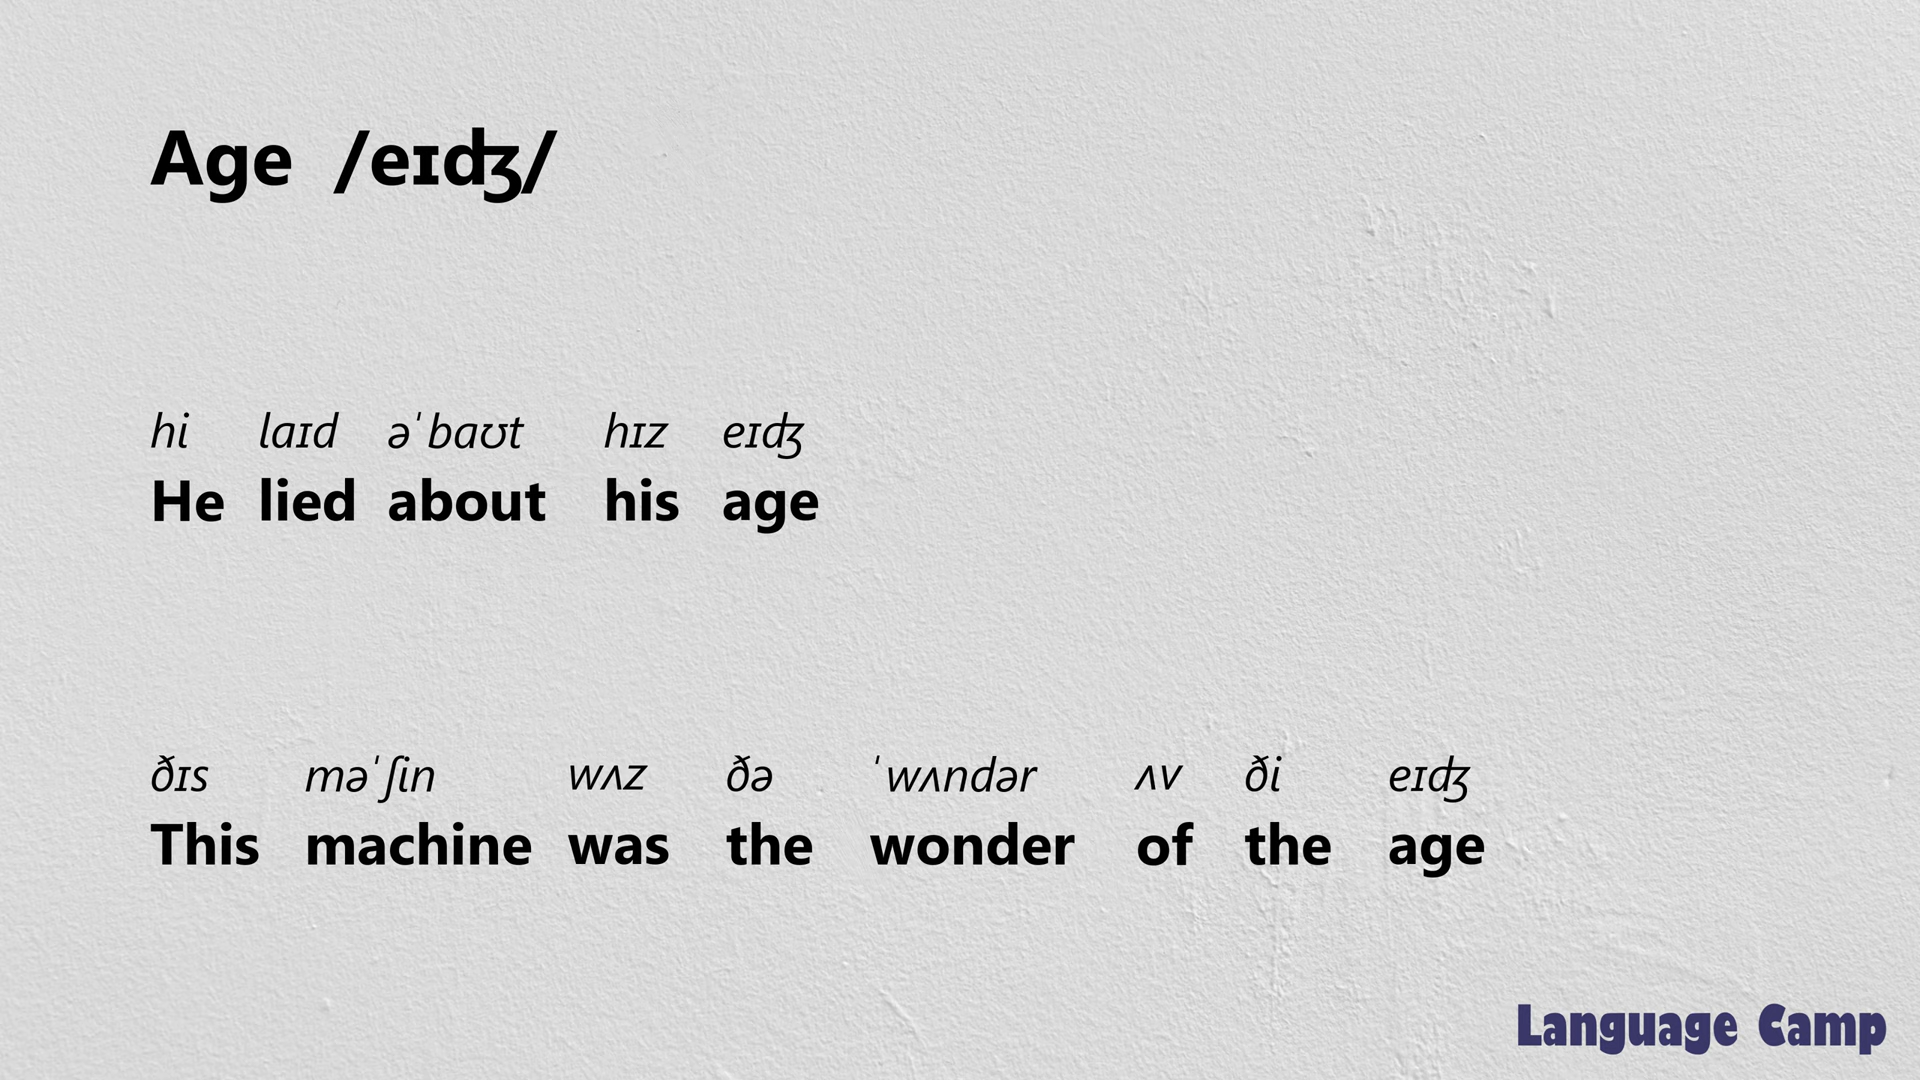 Age /eɪʤ/
hi laɪd əˈbaʊt hɪz eɪʤ
He lied about his age
ðɪs məˈʃin wʌz ðə ˈwʌndər ʌv ði eɪʤ
This machine was the wonder of the age
Language Camp